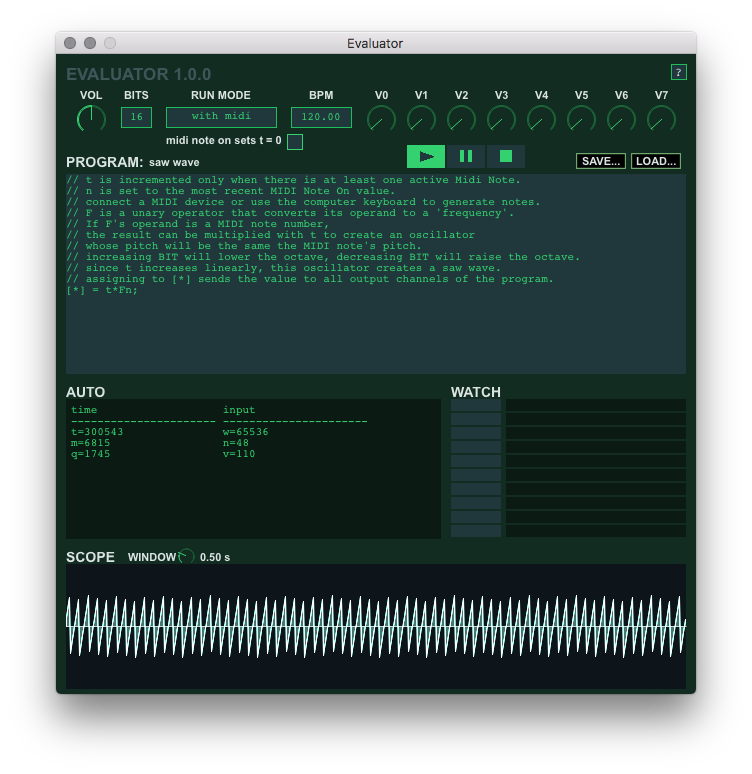 Evaluator
EVALUATOR 1.0.0
?
VOL BITS RUN MODE BPM V0 V1 V2 V3 V4 V5 V6 V7
16 with midi 120.00
midi note on sets t = 0
PROGRAM: saw wave SAVE... LOAD...
// t is incremented only when there is at least one active Midi Note.
// n is set to the most recent MIDI Note On value.
// connect a MIDI device or use the computer keyboard to generate notes.
// F is a unary operator that converts its operand to a 'frequency'.
// If F's operand is a MIDI note number,
// the result can be multiplied with t to create an oscillator
// whose pitch will be the same the MIDI note's pitch.
// increasing BIT will lower the octave, decreasing BIT will raise the octave.
// since t increases linearly, this oscillator creates a saw wave.
// assigning to [*] sends the value to all output channels of the program.
[*] = t*Fn;
AUTO WATCH
time input
---------------------- ----------------------
t=300543 w=65536
m=6815 n=48
q=1745 v=110
SCOPE WINDOW 0.50 s